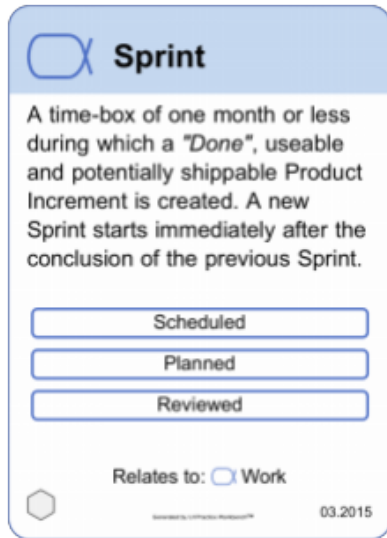 Sprint
A time-box of one month or less
during which a "Done", useable
and potentially shippable Product
Increment is created. A new
Sprint starts immediately after the
conclusion of the previous Sprint.
Scheduled
Planned
Reviewed
Relates to: Work
03.2015